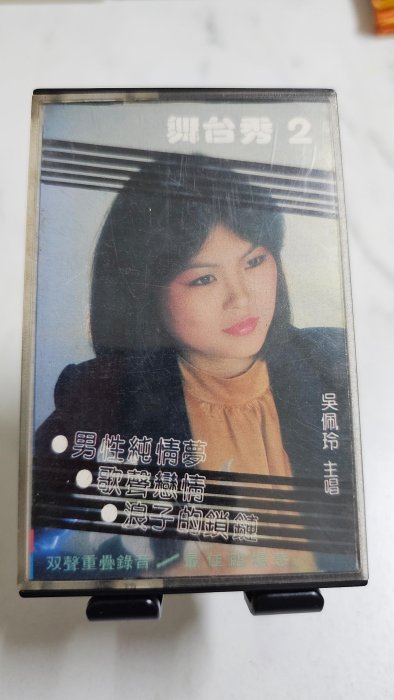 舞台秀 2
吳佩玲 主唱
男性純情夢
歌聲戀情
浪子的鎖鏈
双聲重疊錄音